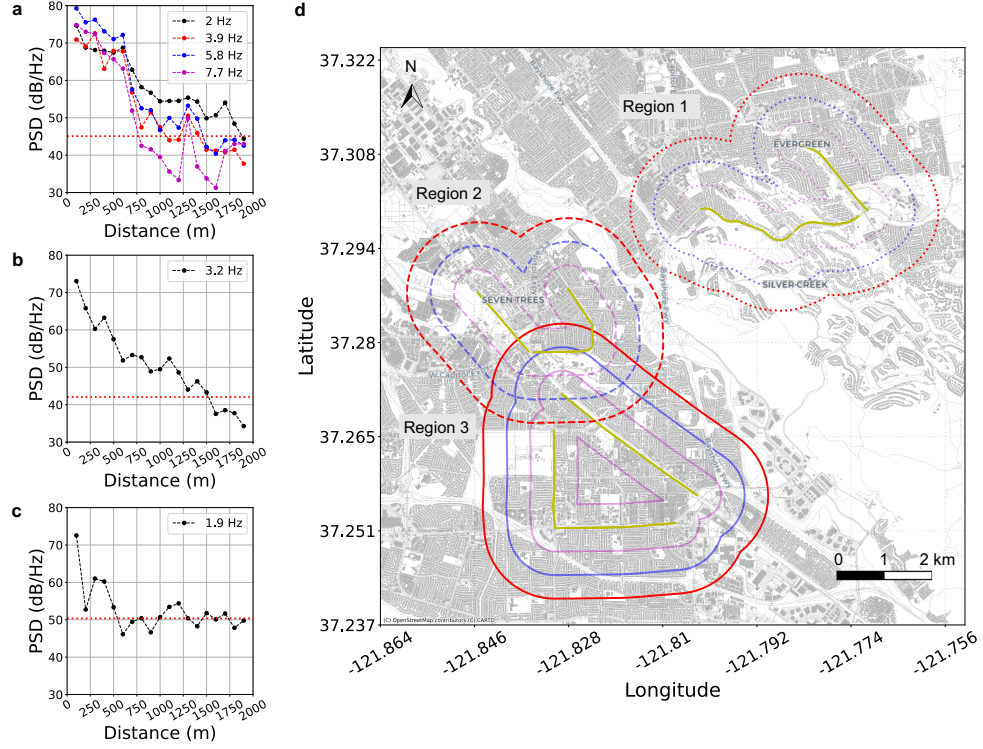 a
80
70
60
50
40
30
PSD (dB/Hz)
2 Hz
3.9 Hz
5.8 Hz
7.7 Hz
0
250
500
750
1000
1250
1500
1750
2000
Distance (m)
b
80
70
60
50
40
30
PSD (dB/Hz)
3.2 Hz
0
250
500
750
1000
1250
1500
1750
2000
Distance (m)
c
80
70
60
50
40
30
PSD (dB/Hz)
1.9 Hz
0
250
500
750
1000
1250
1500
1750
2000
Distance (m)
d
37.322
37.308
37.294
37.28
37.265
37.251
37.237
Latitude
N
Region 1
EVERGREEN
Region 2
SILVER CREEK
SEVEN TREES
Region 3
0 1 2 km
(C) OpenStreetMap contributors (C) CARTO
-121.864
-121.846
-121.828
-121.81
-121.792
-121.774
-121.756
Longitude